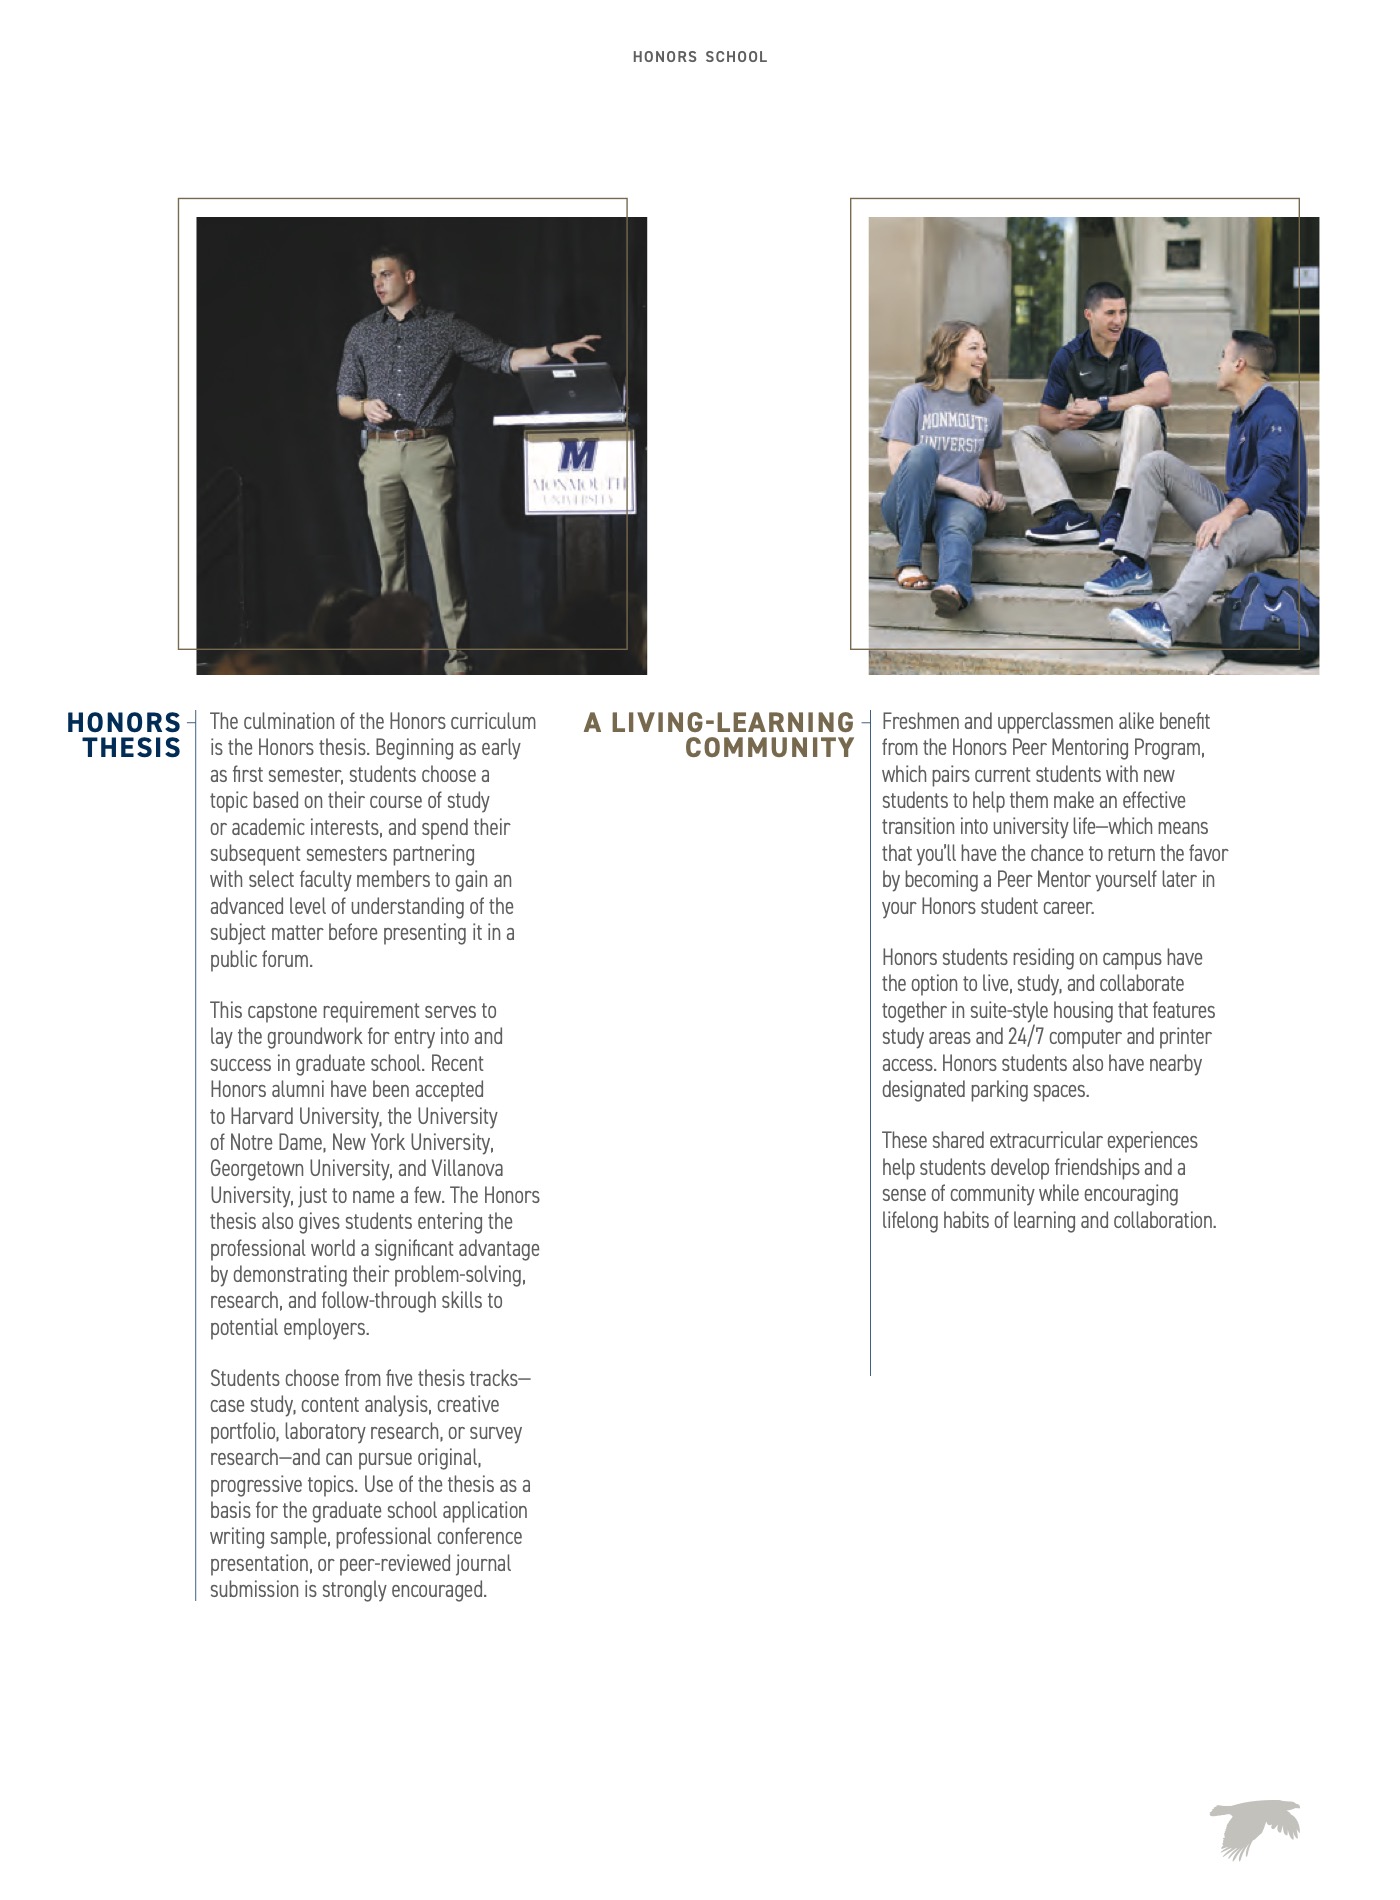 HONORS SCHOOL
M
MONMOUTH
UNIVERSITY
MONMOUTH
UNIVERSITY
HONORS
THESIS
The culmination of the Honors curriculum
is the Honors thesis. Beginning as early
as first semester, students choose a
topic based on their course of study
or academic interests, and spend their
subsequent semesters partnering
with select faculty members to gain an
advanced level of understanding of the
subject matter before presenting it in a
public forum.
This capstone requirement serves to
lay the groundwork for entry into and
success in graduate school. Recent
Honors alumni have been accepted
to Harvard University, the University
of Notre Dame, New York University,
Georgetown University, and Villanova
University, just to name a few. The Honors
thesis also gives students entering the
professional world a significant advantage
by demonstrating their problem-solving,
research, and follow-through skills to
potential employers.
Students choose from five thesis tracks—
case study, content analysis, creative
portfolio, laboratory research, or survey
research—and can pursue original,
progressive topics. Use of the thesis as a
basis for the graduate school application
writing sample, professional conference
presentation, or peer-reviewed journal
submission is strongly encouraged.
A LIVING-LEARNING
COMMUNITY
Freshmen and upperclassmen alike benefit
from the Honors Peer Mentoring Program,
which pairs current students with new
students to help them make an effective
transition into university life—which means
that you'll have the chance to return the favor
by becoming a Peer Mentor yourself later in
your Honors student career.
Honors students residing on campus have
the option to live, study, and collaborate
together in suite-style housing that features
study areas and 24/7 computer and printer
access. Honors students also have nearby
designated parking spaces.
These shared extracurricular experiences
help students develop friendships and a
sense of community while encouraging
lifelong habits of learning and collaboration.